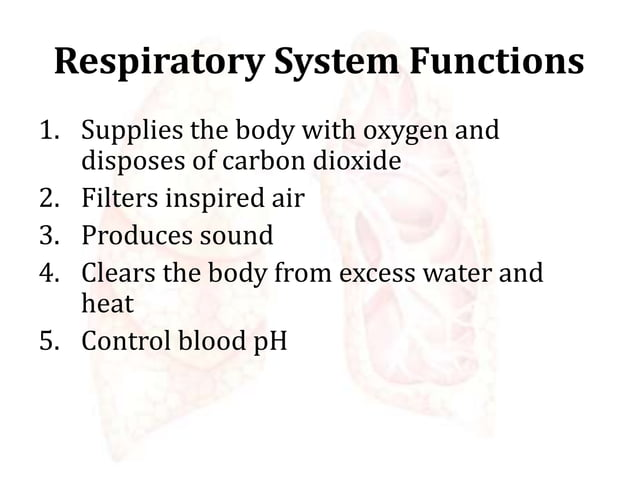 Respiratory System Functions
1. Supplies the body with oxygen and
disposes of carbon dioxide
2. Filters inspired air
3. Produces sound
4. Clears the body from excess water and
heat
5. Control blood pH